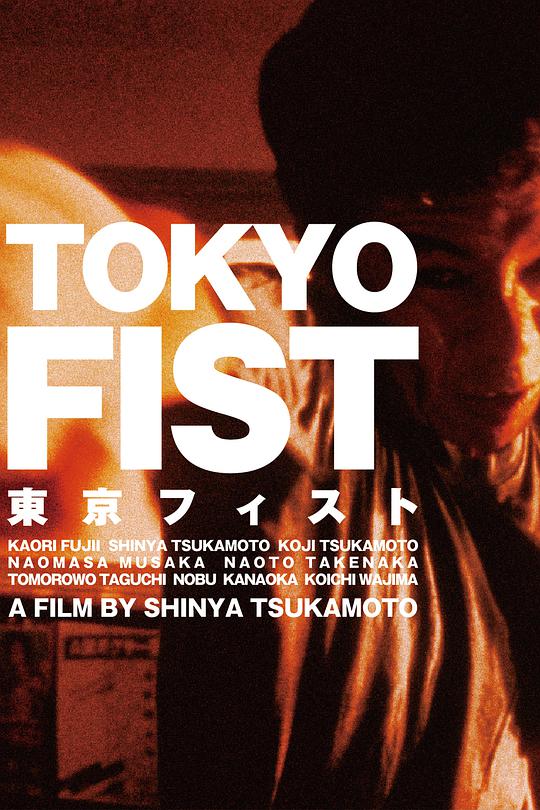 TOKYO
FIST
東京フィスト
KAORI FUJII SHINYA TSUKAMOTO KOJI TSUKAMOTO
NAOMASA MUSAKA NAOTO TAKENAKA
TOMOROWO TAGUCHI NOBU KANAOKA KOICHI WAJIMA
A FILM BY SHINYA TSUKAMOTO